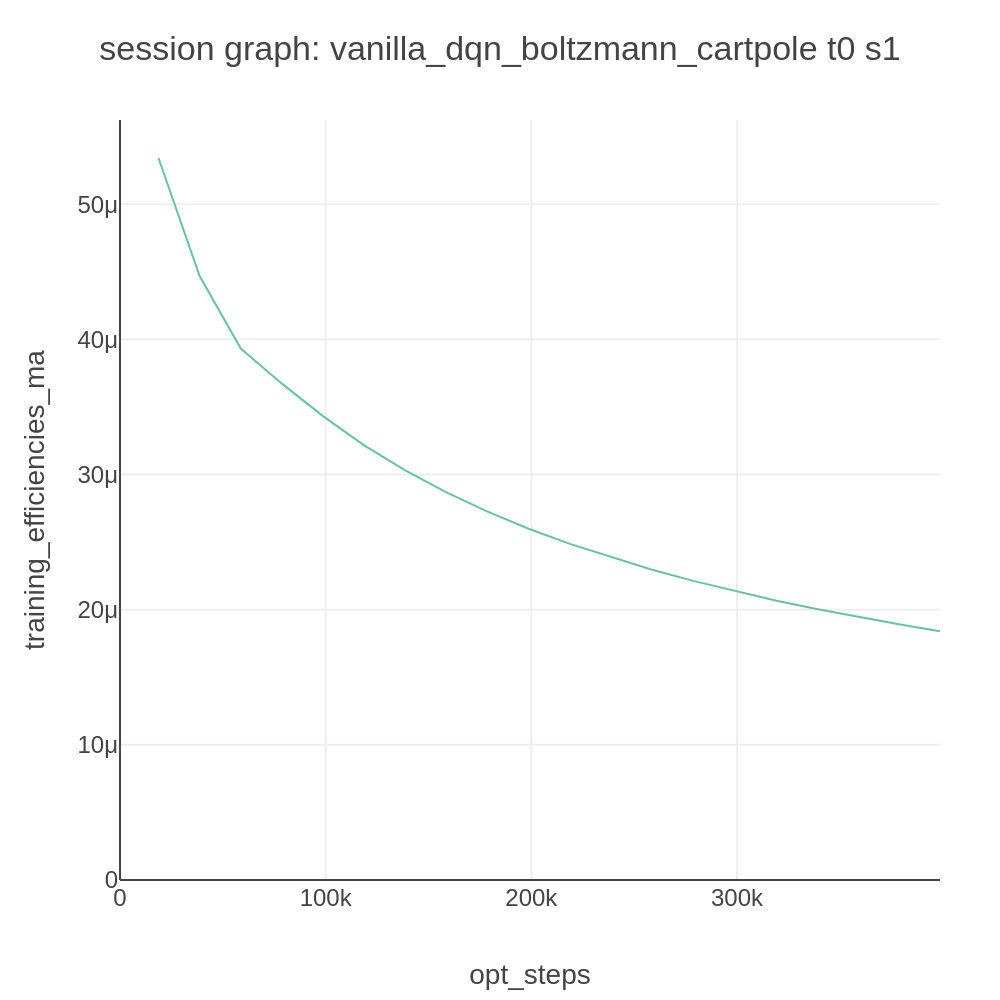 session graph: vanilla_dqn_boltzmann_cartpole t0 s1
training_efficiencies_ma
50μ
40μ
30μ
20μ
10μ
0
0
100k
200k
300k
opt_steps